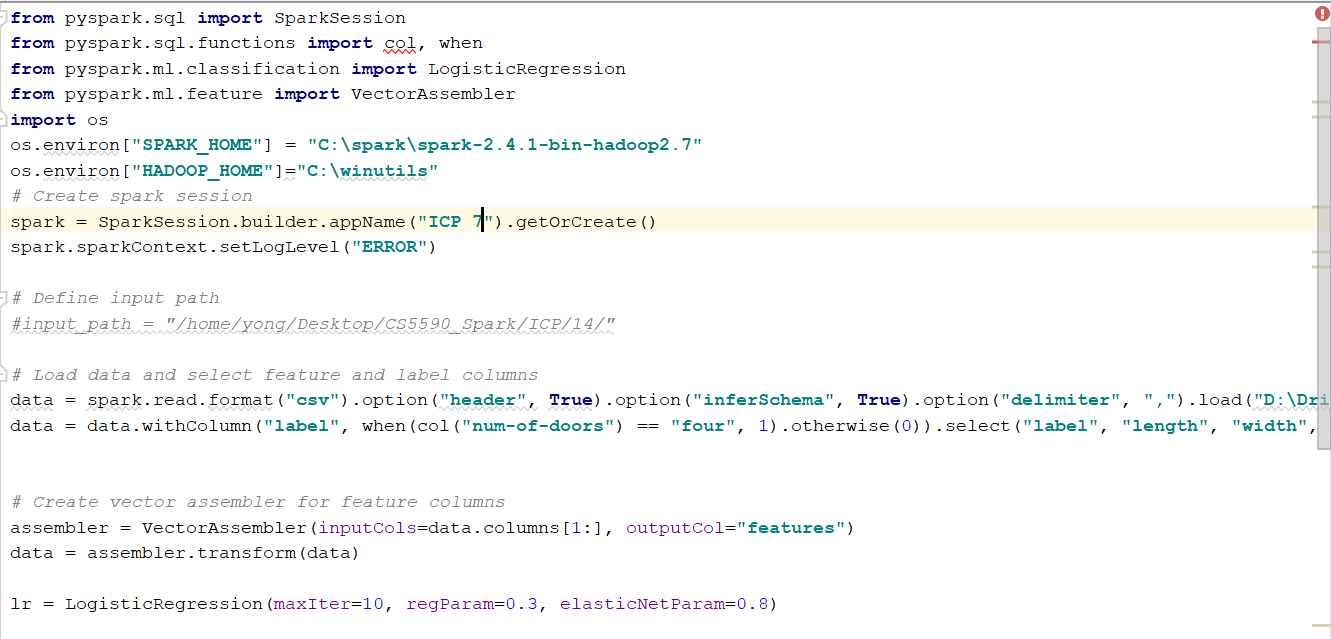 from pyspark.sql import SparkSession
from pyspark.sql.functions import col, when
from pyspark.ml.classification import LogisticRegression
from pyspark.ml.feature import VectorAssembler
import os
os.environ["SPARK_HOME"] = "C:\spark\spark-2.4.1-bin-hadoop2.7"
os.environ["HADOOP_HOME"]="C:\winutils"
# Create spark session
spark = SparkSession.builder.appName("ICP 7").getOrCreate()
spark.sparkContext.setLogLevel("ERROR")
# Define input path
#input_path = "/home/yong/Desktop/CS5590_Spark/ICP/14/"
# Load data and select feature and label columns
data = spark.read.format("csv").option("header", True).option("inferSchema", True).option("delimiter", ",").load("D:\Dri
data = data.withColumn("label", when(col("num-of-doors") == "four", 1).otherwise(0)).select("label", "length", "width",
# Create vector assembler for feature columns
assembler = VectorAssembler(inputCols=data.columns[1:], outputCol="features")
data = assembler.transform(data)
lr = LogisticRegression(maxIter=10, regParam=0.3, elasticNetParam=0.8)